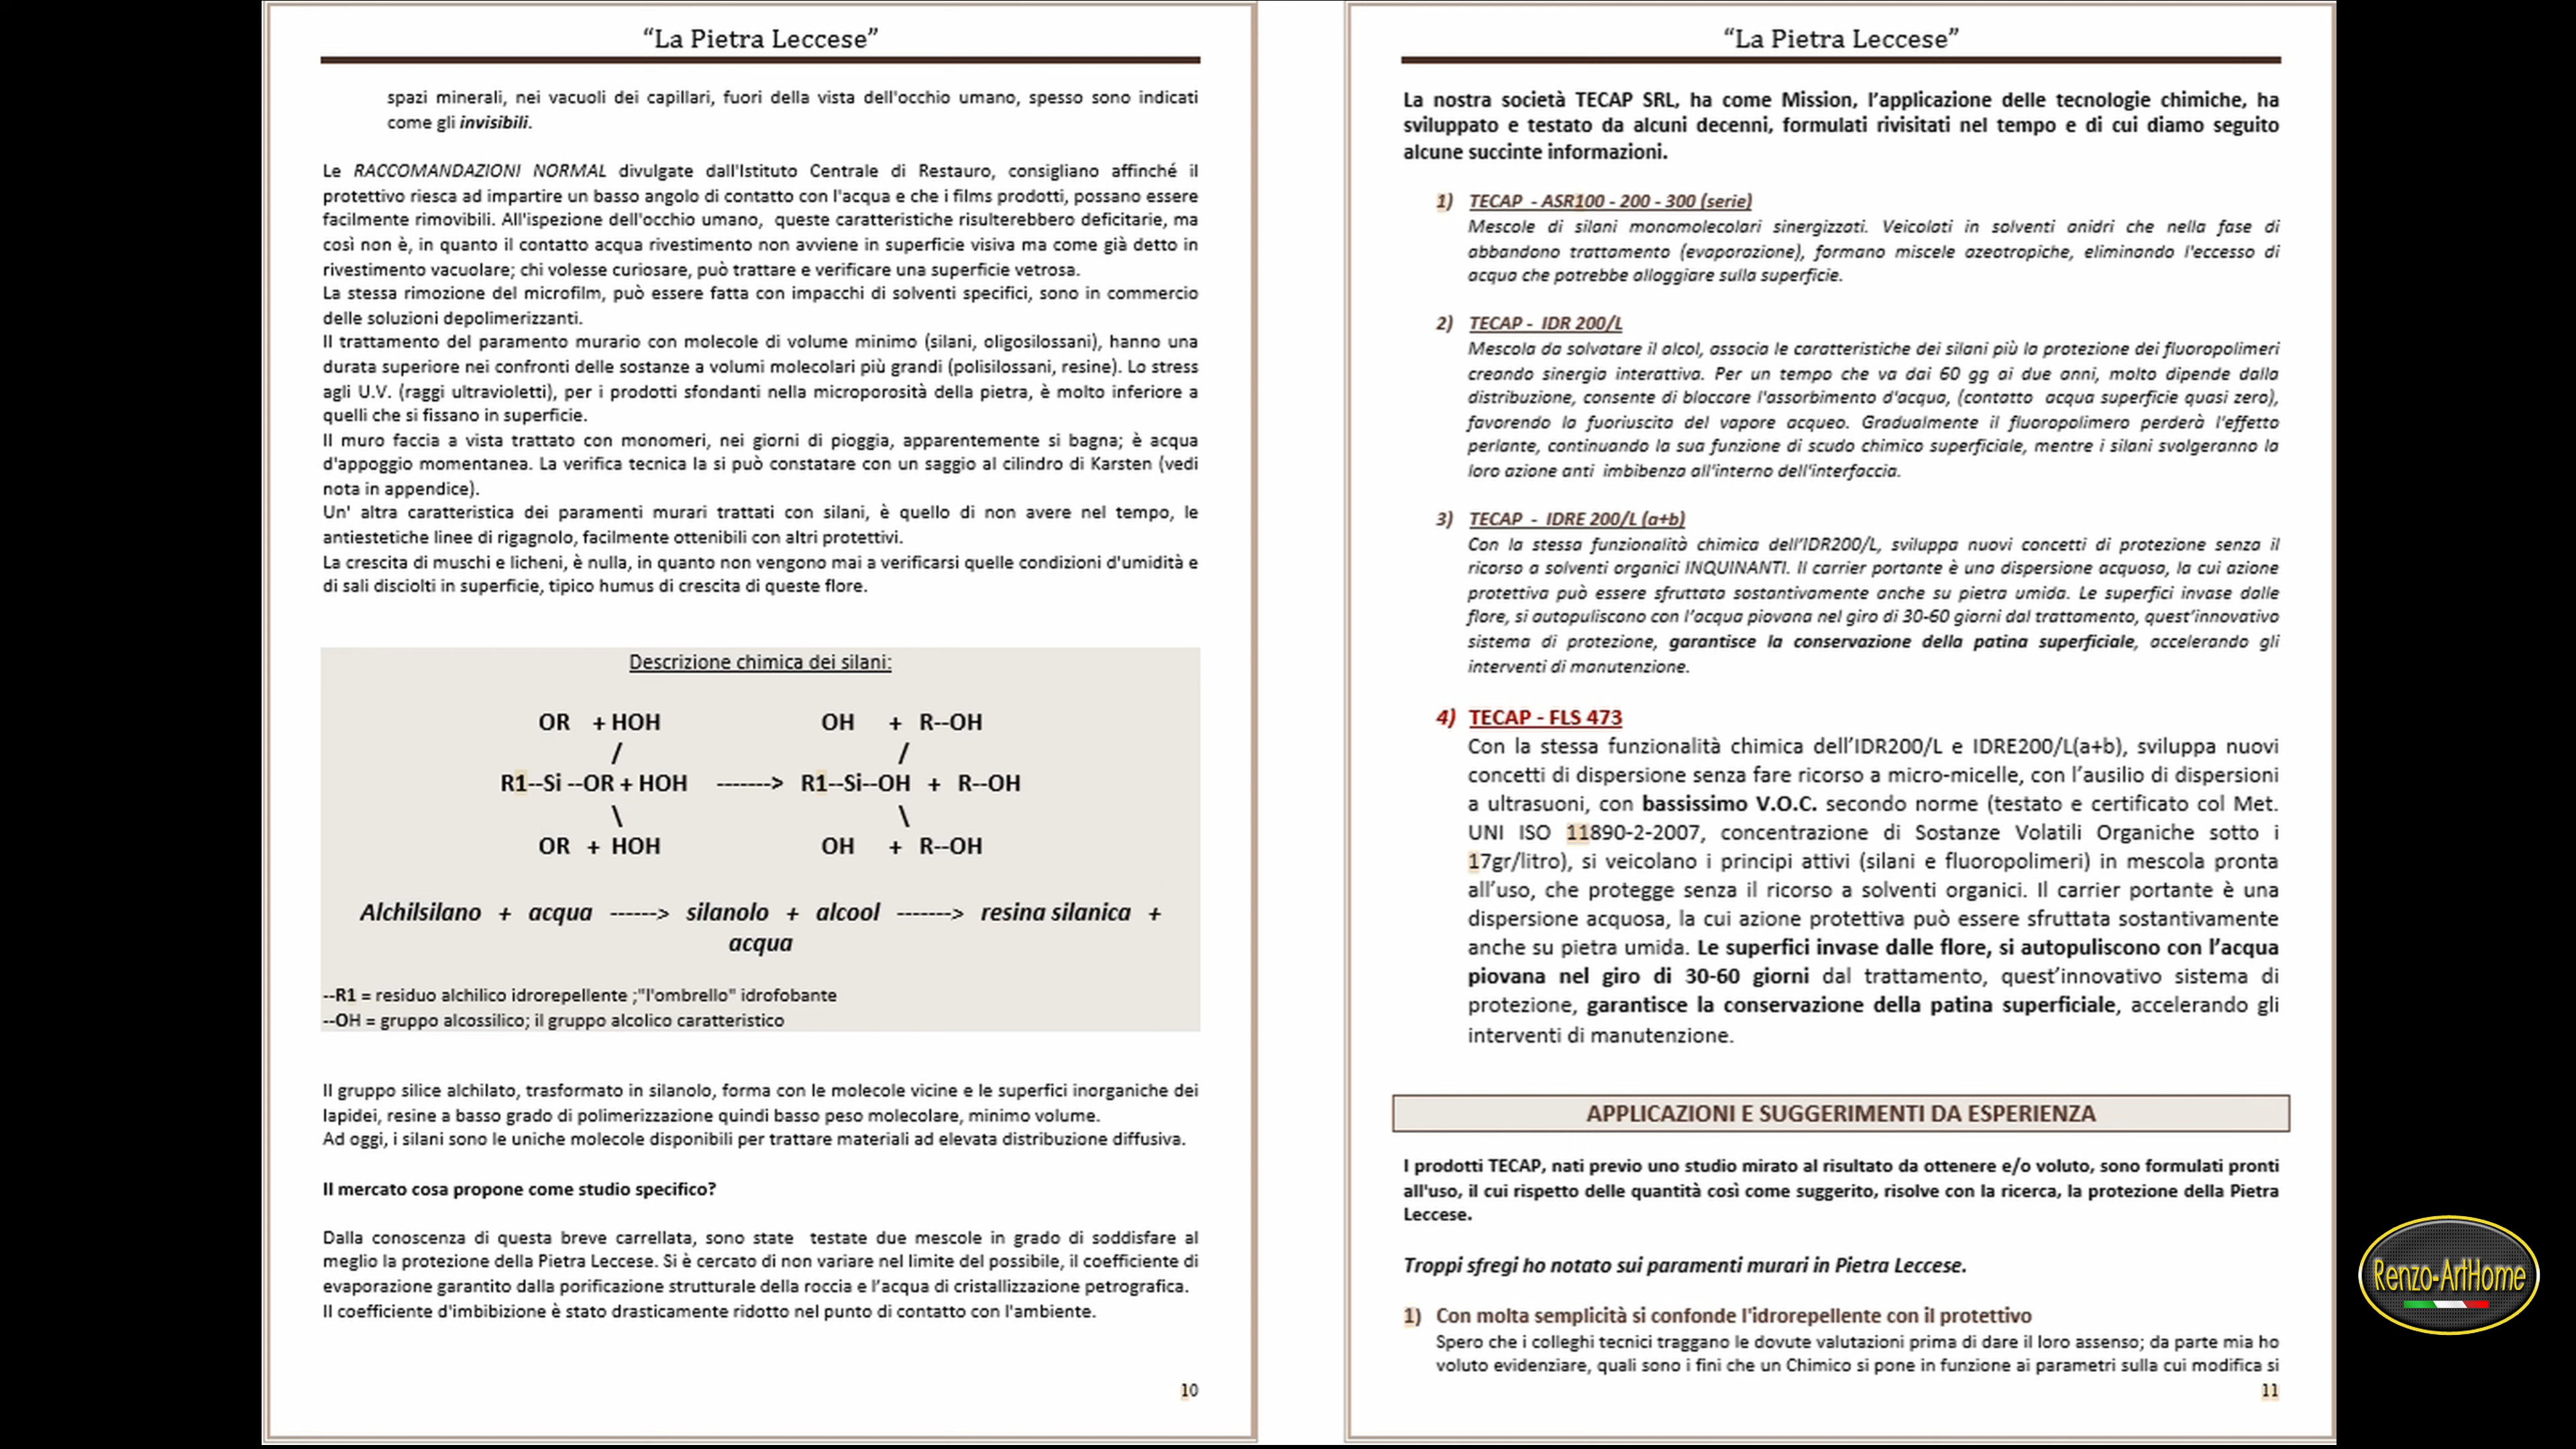 “La Pietra Leccese”
spazi minerali, nei vacuoli dei capillari, fuori della vista dell'occhio umano, spesso sono indicati
come gli invisibili.
Le RACCOMANDAZIONI NORMAL divulgate dall'Istituto Centrale di Restauro, consigliano affinché il
protettivo riesca ad impartire un basso angolo di contatto con l'acqua e che i films prodotti, possano essere
facilmente rimovibili. All'ispezione dell'occhio umano, queste caratteristiche risulterebbero deficitarie, ma
così non è, in quanto il contatto acqua rivestimento non avviene in superficie visiva ma come già detto in
rivestimento vacuolare; chi volesse curiosare, può trattare e verificare una superficie vetrosa.
La stessa rimozione del microfilm, può essere fatta con impacchi di solventi specifici, sono in commercio
delle soluzioni depolimerizzanti.
Il trattamento del paramento murario con molecole di volume minimo (silani, oligosilossani), hanno una
durata superiore nei confronti delle sostanze a volumi molecolari più grandi (polisilossani, resine). Lo stress
agli U.V. (raggi ultravioletti), per i prodotti sfondanti nella microporosità della pietra, è molto inferiore a
quelli che si fissano in superficie.
Il muro faccia a vista trattato con monomeri, nei giorni di pioggia, apparentemente si bagna; è acqua
d'appoggio momentanea. La verifica tecnica la si può constatare con un saggio al cilindro di Karsten (vedi
nota in appendice).
Un' altra caratteristica dei paramenti murari trattati con silani, è quello di non avere nel tempo, le
antiestetiche linee di rigagnolo, facilmente ottenibili con altri protettivi.
La crescita di muschi e licheni, è nulla, in quanto non vengono mai a verificarsi quelle condizioni d'umidità e
di sali disciolti in superficie, tipico humus di crescita di queste flore.
Descrizione chimica dei silani:
OR + HOH OH + R--OH
/ /
R1--Si --OR + HOH -------> R1--Si--OH + R--OH
\ \
OR + HOH OH + R--OH
Alchilsilano + acqua ------> silanolo + alcool -------> resina silanica +
acqua
--R1 = residuo alchilico idrorepellente ;"l'ombrello" idrofobante
--OH = gruppo alcossilico; il gruppo alcolico caratteristico
Il gruppo silice alchilato, trasformato in silanolo, forma con le molecole vicine e le superfici inorganiche dei
lapidei, resine a basso grado di polimerizzazione quindi basso peso molecolare, minimo volume.
Ad oggi, i silani sono le uniche molecole disponibili per trattare materiali ad elevata distribuzione diffusiva.
Il mercato cosa propone come studio specifico?
Dalla conoscenza di questa breve carrellata, sono state testate due mescole in grado di soddisfare al
meglio la protezione della Pietra Leccese. Si è cercato di non variare nel limite del possibile, il coefficiente di
evaporazione garantito dalla porificazione strutturale della roccia e l’acqua di cristallizzazione petrografica.
Il coefficiente d'imbibizione è stato drasticamente ridotto nel punto di contatto con l'ambiente.
10
“La Pietra Leccese”
La nostra società TECAP SRL, ha come Mission, l’applicazione delle tecnologie chimiche, ha
sviluppato e testato da alcuni decenni, formulati rivisitati nel tempo e di cui diamo seguito
alcune succinte informazioni.
1) TECAP - ASR100 - 200 - 300 (serie)
Mescole di silani monomolecolari sinergizzati. Veicolati in solventi anidri che nella fase di
abbandono trattamento (evaporazione), formano miscele azeotropiche, eliminando l'eccesso di
acqua che potrebbe alloggiare sulla superficie.
2) TECAP - IDR 200/L
Mescola da solvatare il alcol, associa le caratteristiche dei silani più la protezione dei fluoropolimeri
creando sinergia interattiva. Per un tempo che va dai 60 gg ai due anni, molto dipende dalla
distribuzione, consente di bloccare l'assorbimento d'acqua, (contatto acqua superficie quasi zero),
favorendo la fuoriuscita del vapore acqueo. Gradualmente il fluoropolimero perderà l'effetto
perlante, continuando la sua funzione di scudo chimico superficiale, mentre i silani svolgeranno la
loro azione anti imbibenza all'interno dell'interfaccia.
3) TECAP - IDRE 200/L (a+b)
Con la stessa funzionalità chimica dell’IDR200/L, sviluppa nuovi concetti di protezione senza il
ricorso a solventi organici INQUINANTI. Il carrier portante è una dispersione acquosa, la cui azione
protettiva può essere sfruttata sostantivamente anche su pietra umida. Le superfici invase dalle
flore, si autopuliscono con l’acqua piovana nel giro di 30-60 giorni dal trattamento, quest’innovativo
sistema di protezione, garantisce la conservazione della patina superficiale, accelerando gli
interventi di manutenzione.
4) TECAP - FLS 473
Con la stessa funzionalità chimica dell’IDR200/L e IDRE200/L(a+b), sviluppa nuovi
concetti di dispersione senza fare ricorso a micro-micelle, con l’ausilio di dispersioni
a ultrasuoni, con bassissimo V.O.C. secondo norme (testato e certificato col Met.
UNI ISO 11890-2-2007, concentrazione di Sostanze Volatili Organiche sotto i
17gr/litro), si veicolano i principi attivi (silani e fluoropolimeri) in mescola pronta
all’uso, che protegge senza il ricorso a solventi organici. Il carrier portante è una
dispersione acquosa, la cui azione protettiva può essere sfruttata sostantivamente
anche su pietra umida. Le superfici invase dalle flore, si autopuliscono con l’acqua
piovana nel giro di 30-60 giorni dal trattamento, quest’innovativo sistema di
protezione, garantisce la conservazione della patina superficiale, accelerando gli
interventi di manutenzione.
APPLICAZIONI E SUGGERIMENTI DA ESPERIENZA
I prodotti TECAP, nati previo uno studio mirato al risultato da ottenere e/o voluto, sono formulati pronti
all'uso, il cui rispetto delle quantità così come suggerito, risolve con la ricerca, la protezione della Pietra
Leccese.
Troppi sfregi ho notato sui paramenti murari in Pietra Leccese.
1) Con molta semplicità si confonde l'idrorepellente con il protettivo
Spero che i colleghi tecnici traggano le dovute valutazioni prima di dare il loro assenso; da parte mia ho
voluto evidenziare, quali sono i fini che un Chimico si pone in funzione ai parametri sulla cui modifica si
11
Renzo-ArtHome